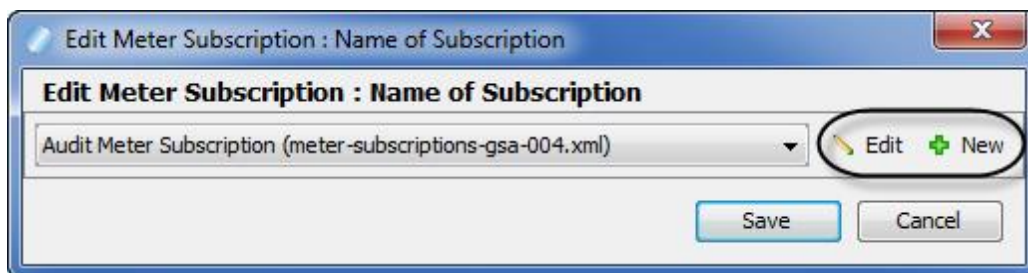 Edit Meter Subscription : Name of Subscription
x
Edit Meter Subscription : Name of Subscription
Audit Meter Subscription (meter-subscriptions-gsa-004.xml) Edit New
Save Cancel